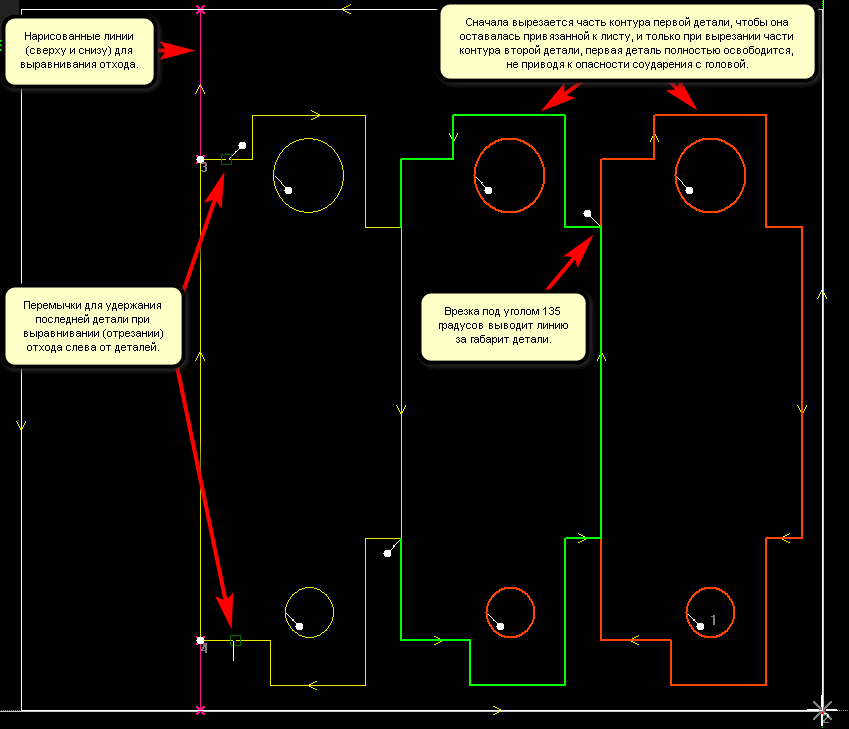 Нарисованные линии
(сверху и снизу) для
выравнивания отхода.
Сначала вырезается часть контура первой детали, чтобы она
оставалась привязанной к листу, и только при вырезании части
контура второй детали, первая деталь полностью освободится,
не приводя к опасности соударения с головой.
3
Перемычки для удержания
последней детали при
выравнивании (отрезании)
отхода слева от деталей.
Врезка под уголом 135
градусов выводит линию
за габарит детали.
1
4
2